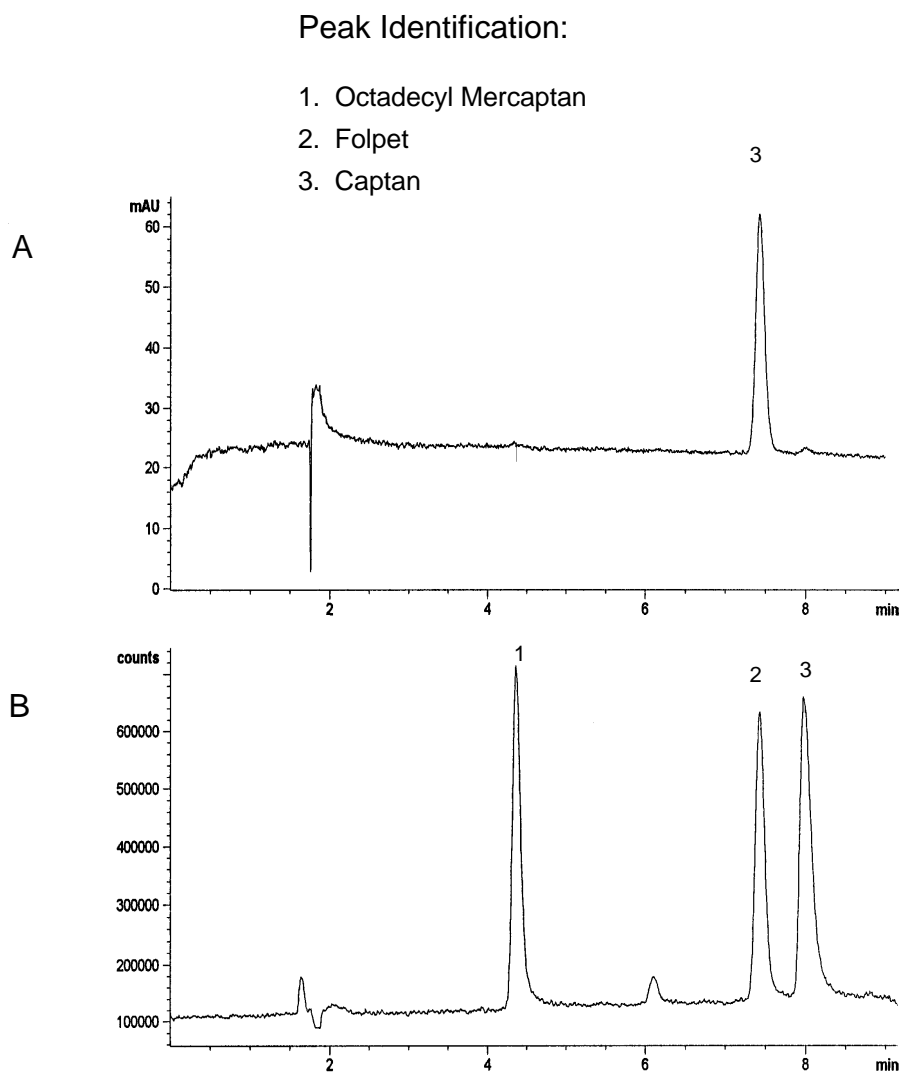 Peak Identification:
1. Octadecyl Mercaptan
2. Folpet
3. Captan
3
A
mAU
60
50
40
30
20
10
0
2 4 6 8 min
B
counts
1
2
3
600000
500000
400000
300000
200000
100000
2 4 6 8 min